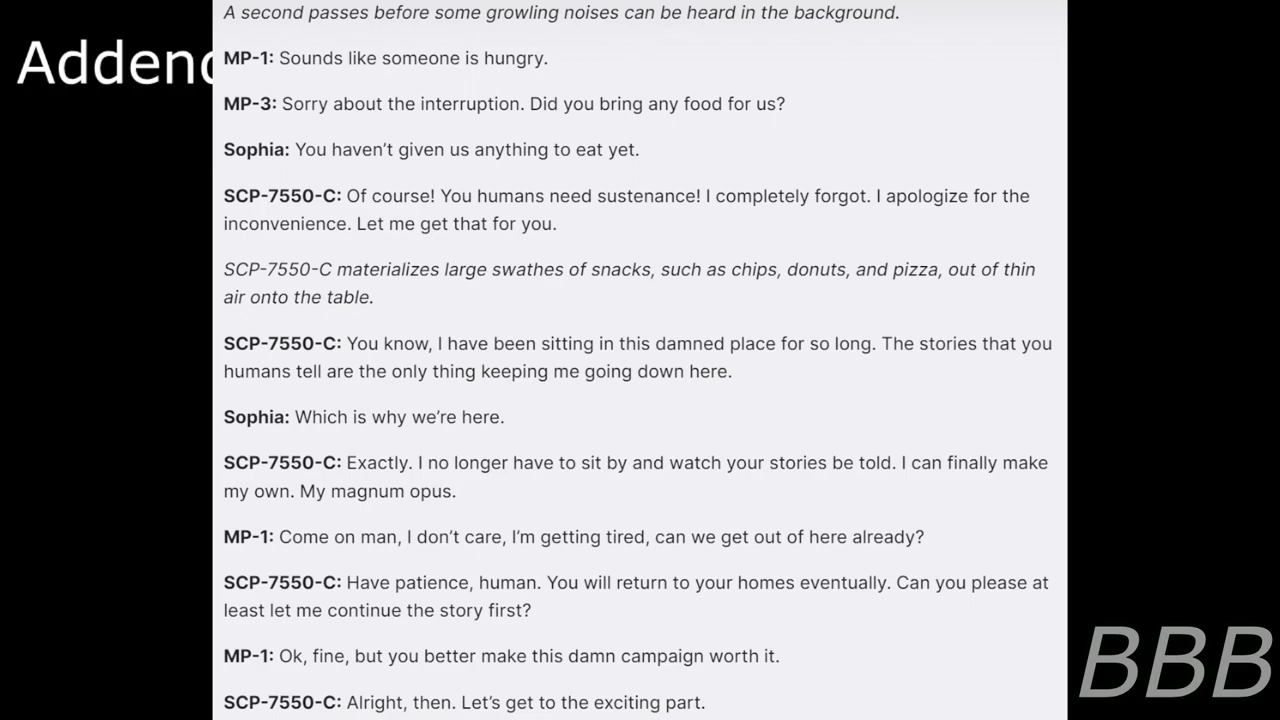 A second passes before some growling noises can be heard in the background.
Addend
MP-1: Sounds like someone is hungry.
MP-3: Sorry about the interruption. Did you bring any food for us?
Sophia: You haven’t given us anything to eat yet.
SCP-7550-C: Of course! You humans need sustenance! I completely forgot. I apologize for the
inconvenience. Let me get that for you.
SCP-7550-C materializes large swathes of snacks, such as chips, donuts, and pizza, out of thin
air onto the table.
SCP-7550-C: You know, I have been sitting in this damned place for so long. The stories that you
humans tell are the only thing keeping me going down here.
Sophia: Which is why we’re here.
SCP-7550-C: Exactly. I no longer have to sit by and watch your stories be told. I can finally make
my own. My magnum opus.
MP-1: Come on man, I don’t care, I’m getting tired, can we get out of here already?
SCP-7550-C: Have patience, human. You will return to your homes eventually. Can you please at
least let me continue the story first?
MP-1: Ok, fine, but you better make this damn campaign worth it.
SCP-7550-C: Alright, then. Let’s get to the exciting part.
BBB